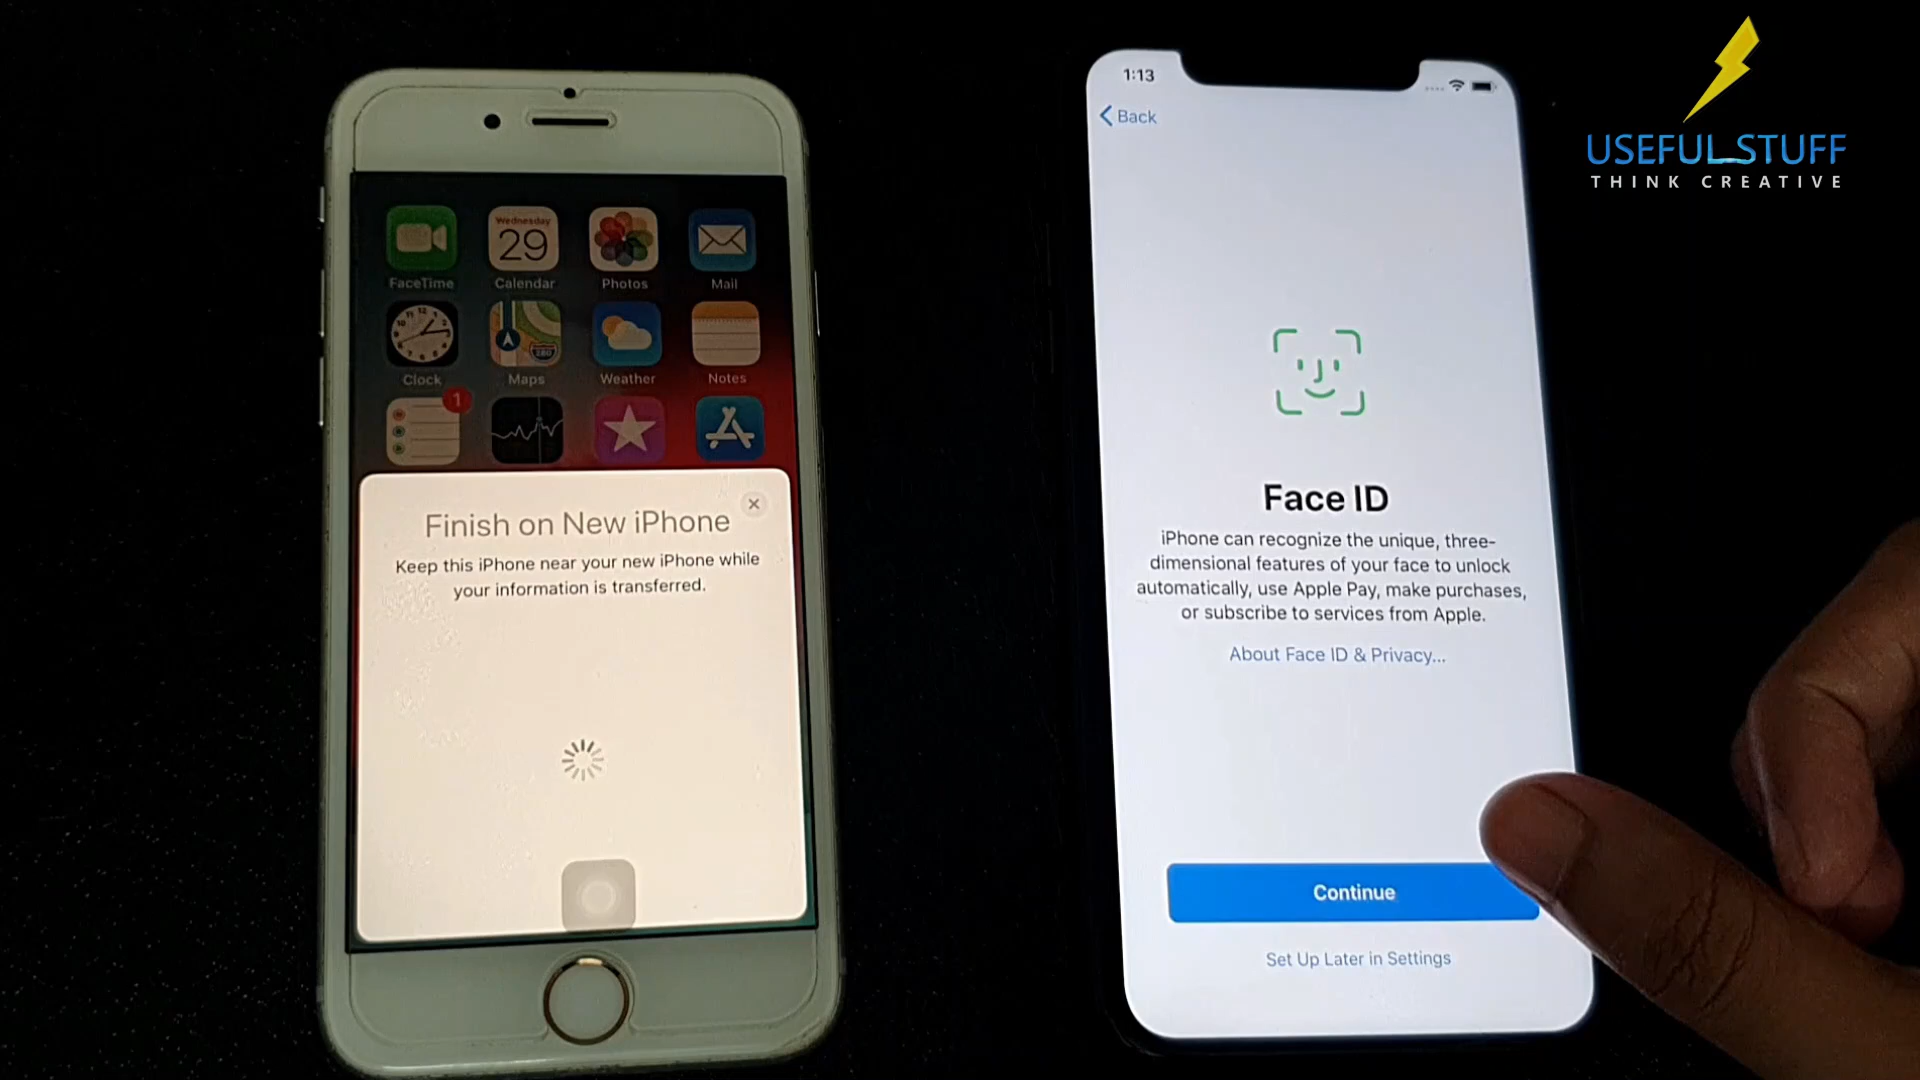 Wednesday
29
FaceTime
Calendar
Photos
Mail
280
Clock
Maps
Weather
Notes
1
Finish on New iPhone
Keep this iPhone near your new iPhone while
your information is transferred.
1:13
Back
Face ID
iPhone can recognize the unique, three-
dimensional features of your face to unlock
automatically, use Apple Pay, make purchases,
or subscribe to services from Apple.
About Face ID & Privacy...
Continue
Set Up Later in Settings
USEFUL_STUFF
THINK CREATIVE